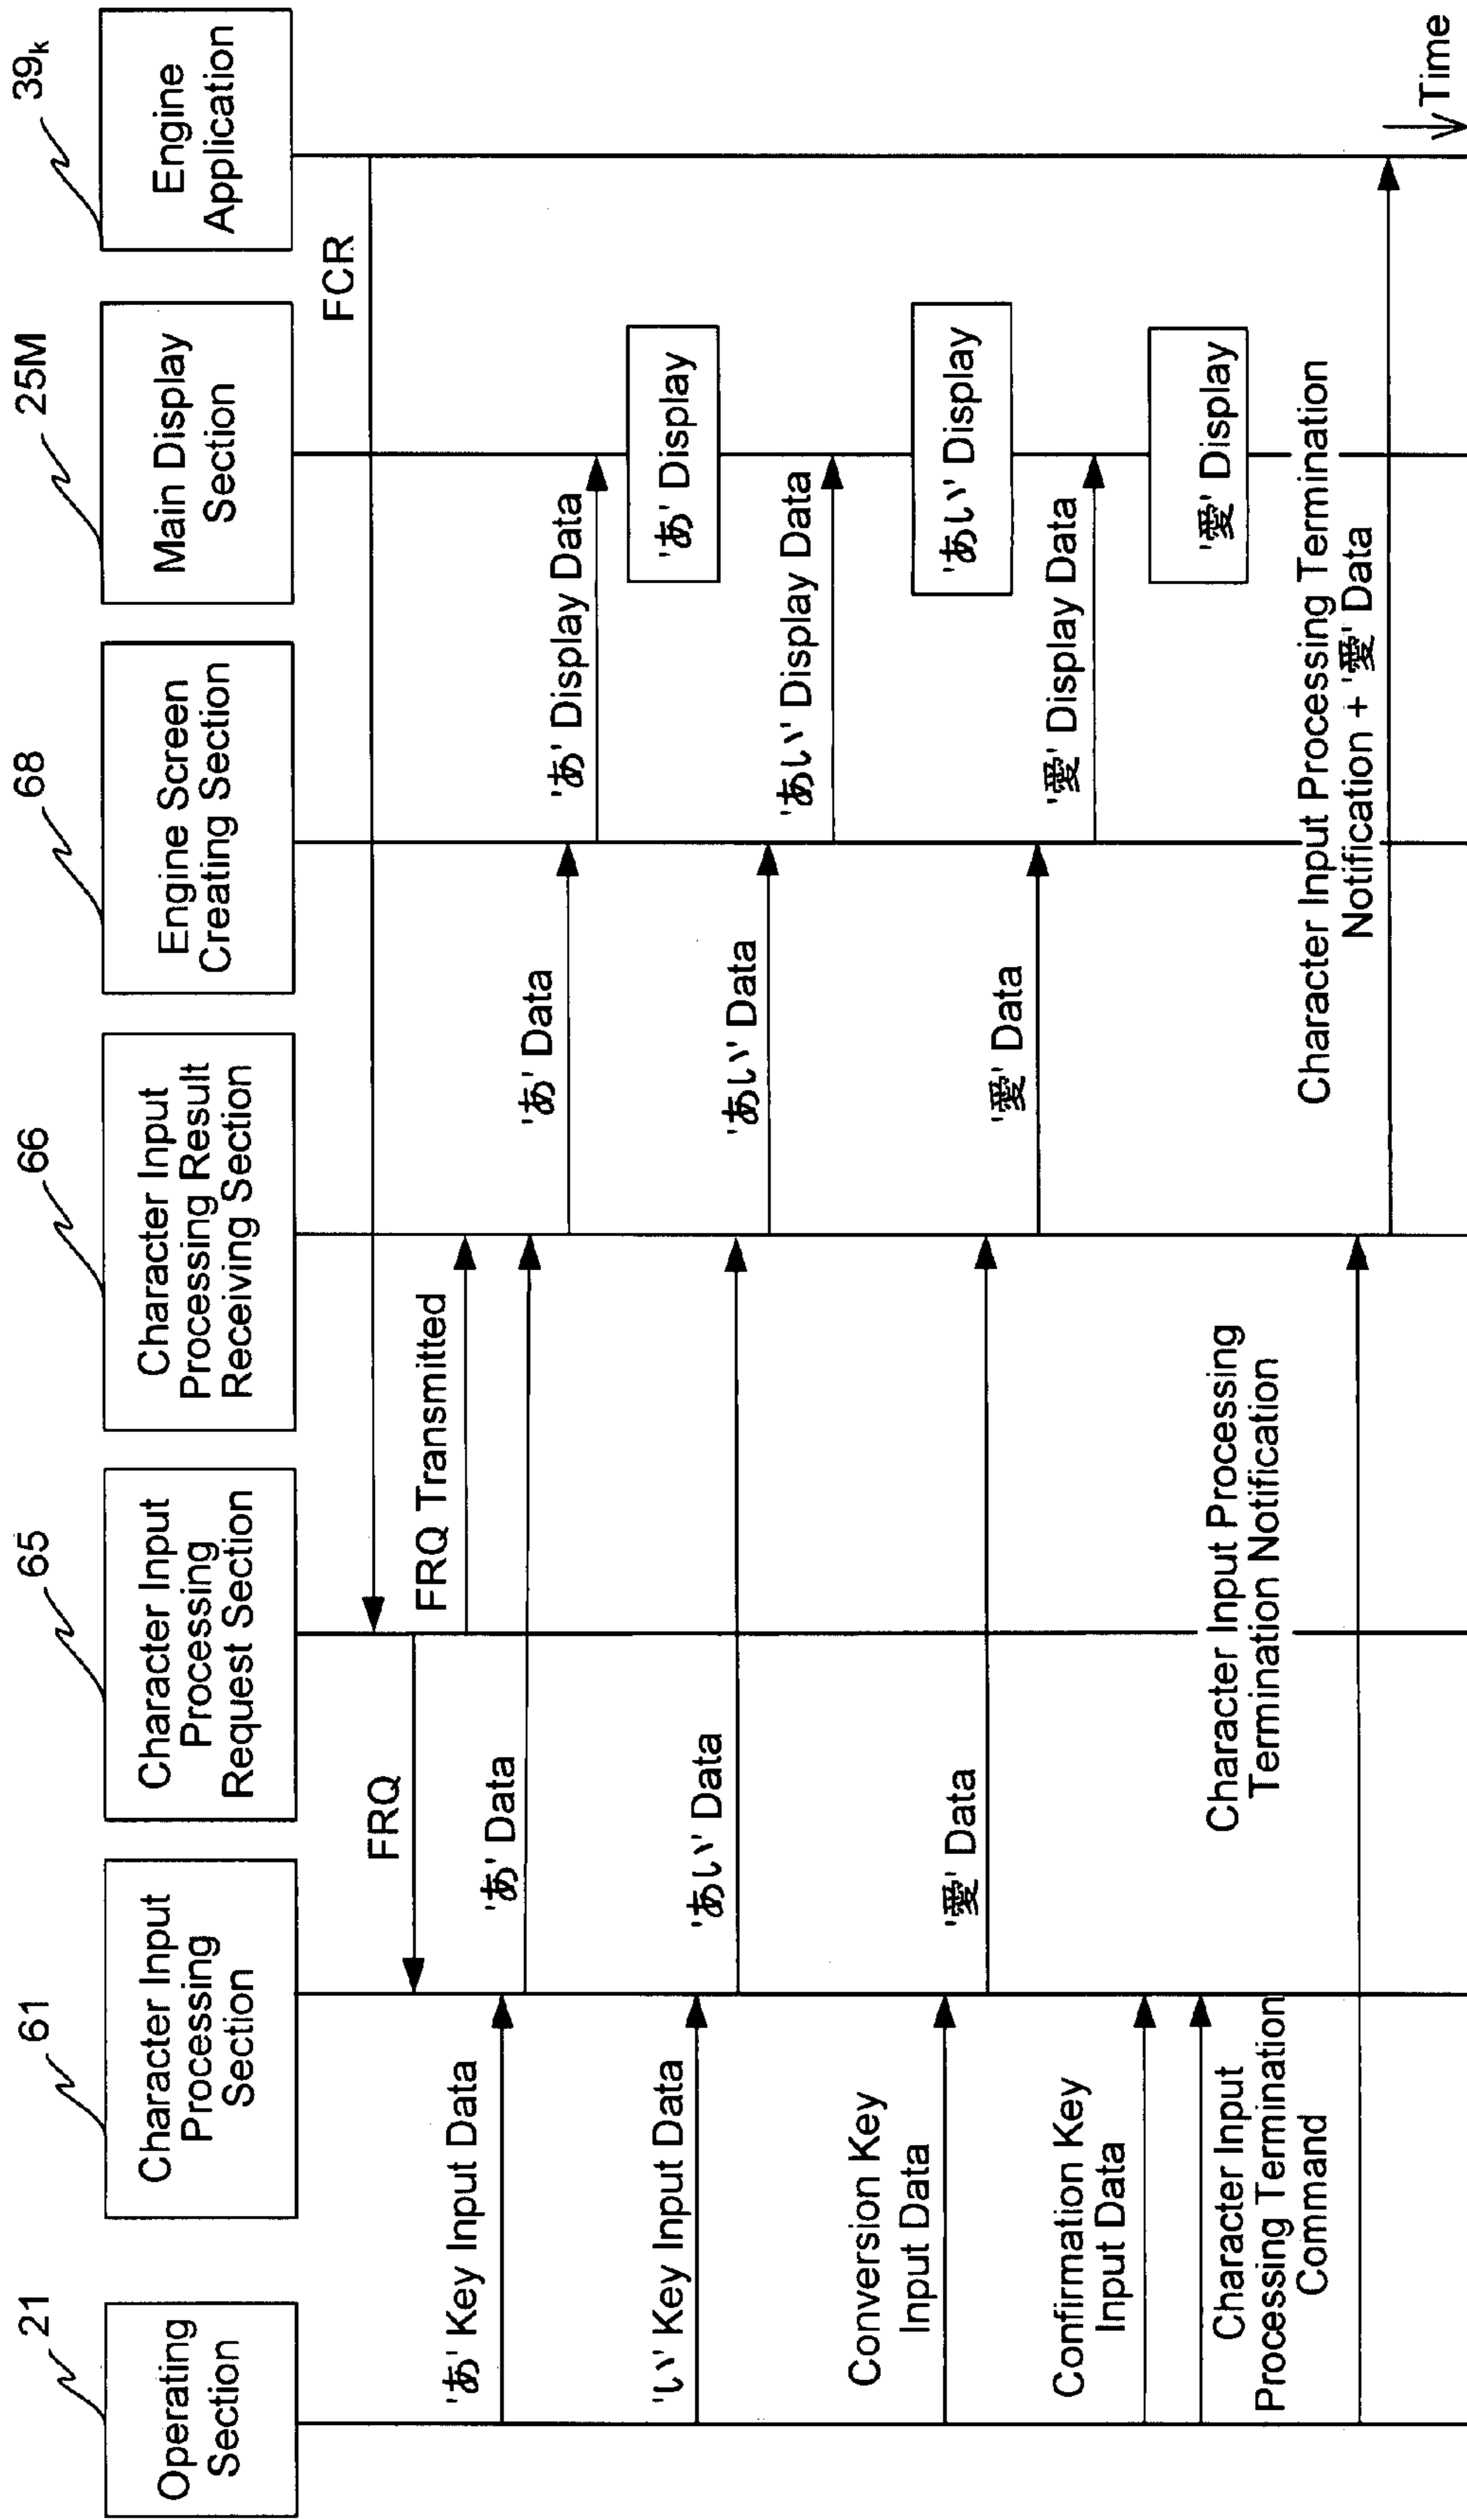 21
Operating
Section
61
Character Input
Processing
Section
65
Character Input
Processing
Request Section
66
Character Input
Processing Result
Receiving Section
68
Engine Screen
Creating Section
25M
Main Display
Section
39k
Engine
Application
FCR
FRQ
FRQ Transmitted
'あ' Key Input Data
'あ' Data
'あ' Data
'あ' Display Data
'あ' Display
'い' Key Input Data
'あい' Data
'あい' Data
'あい' Display Data
'あい' Display
Conversion Key
Input Data
'愛' Data
'愛' Data
'愛' Display Data
'愛' Display
Confirmation Key
Input Data
Character Input
Processing Termination
Command
Character Input Processing
Termination Notification
Character Input Processing Termination
Notification + '愛' Data
Time